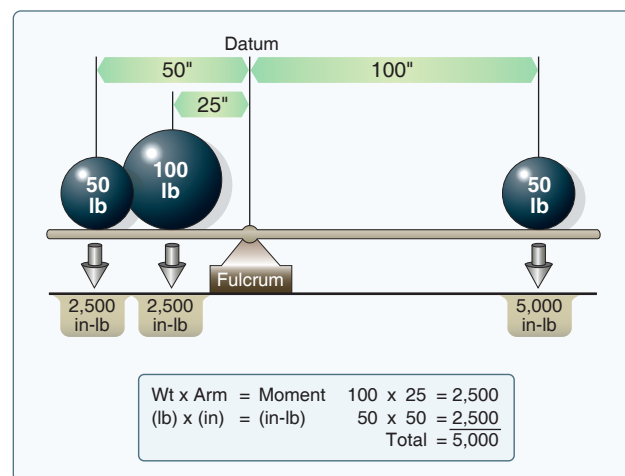 Datum
50"
100"
25"
50
lb
100
lb
50
lb
Fulcrum
2,500
in-lb
2,500
in-lb
5,000
in-lb
Wt x Arm = Moment 100 x 25 = 2,500
(lb) x (in) = (in-lb) 50 x 50 = 2,500
Total = 5,000